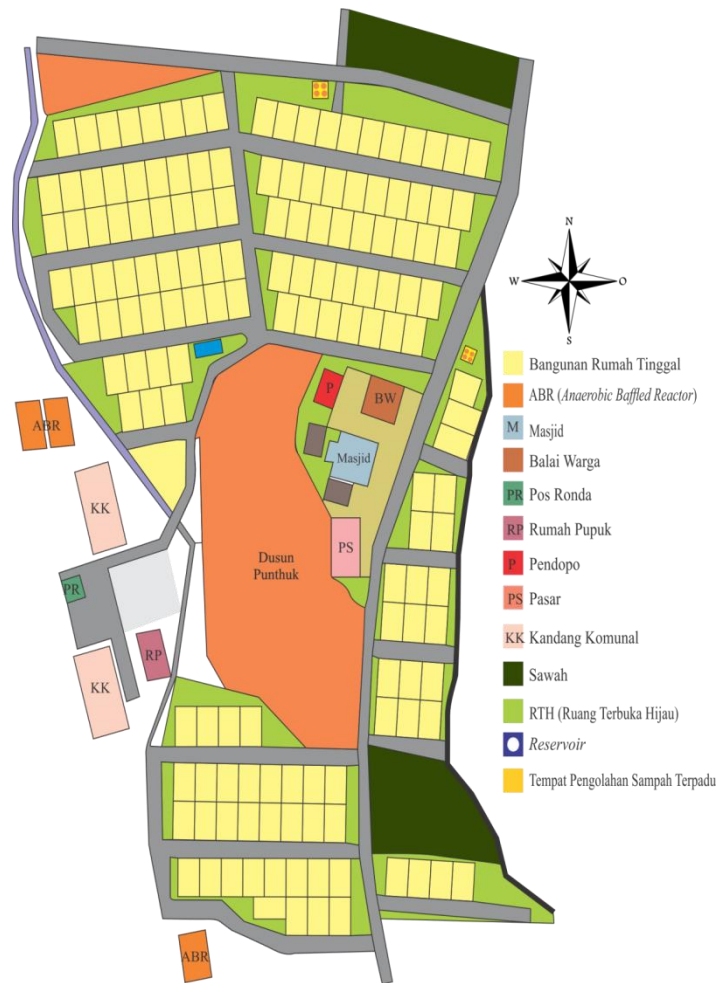 N
W
O
S
P
BW
Masjid
PS
Dusun
Punthuk
ABR
KK
PR
RP
KK
ABR
Bangunan Rumah Tinggal
ABR (Anaerobic Baffled Reactor)
M Masjid
Balai Warga
PR Pos Ronda
RP Rumah Pupuk
P Pendopo
PS Pasar
KK Kandang Komunal
Sawah
RTH (Ruang Terbuka Hijau)
Reservoir
Tempat Pengolahan Sampah Terpadu